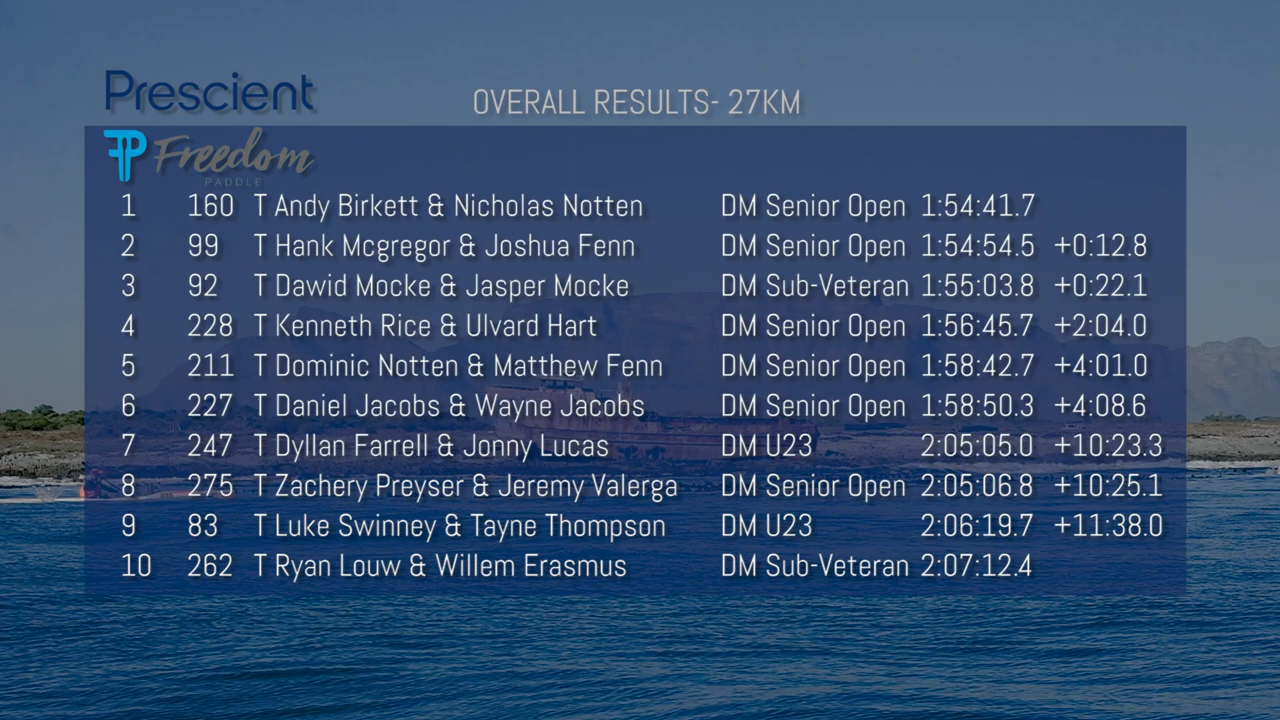 Prescient
OVERALL RESULTS- 27KM
Freedom
PADDLE
1 160 T Andy Birkett & Nicholas Notten DM Senior Open 1:54:41.7
2 99 T Hank Mcgregor & Joshua Fenn DM Senior Open 1:54:54.5 +0:12.8
3 92 T Dawid Mocke & Jasper Mocke DM Sub-Veteran 1:55:03.8 +0:22.1
4 228 T Kenneth Rice & Ulvard Hart DM Senior Open 1:56:45.7 +2:04.0
5 211 T Dominic Notten & Matthew Fenn DM Senior Open 1:58:42.7 +4:01.0
6 227 T Daniel Jacobs & Wayne Jacobs DM Senior Open 1:58:50.3 +4:08.6
7 247 T Dyllan Farrell & Jonny Lucas DM U23 2:05:05.0 +10:23.3
8 275 T Zachery Preyser & Jeremy Valerga DM Senior Open 2:05:06.8 +10:25.1
9 83 T Luke Swinney & Tayne Thompson DM U23 2:06:19.7 +11:38.0
10 262 T Ryan Louw & Willem Erasmus DM Sub-Veteran 2:07:12.4